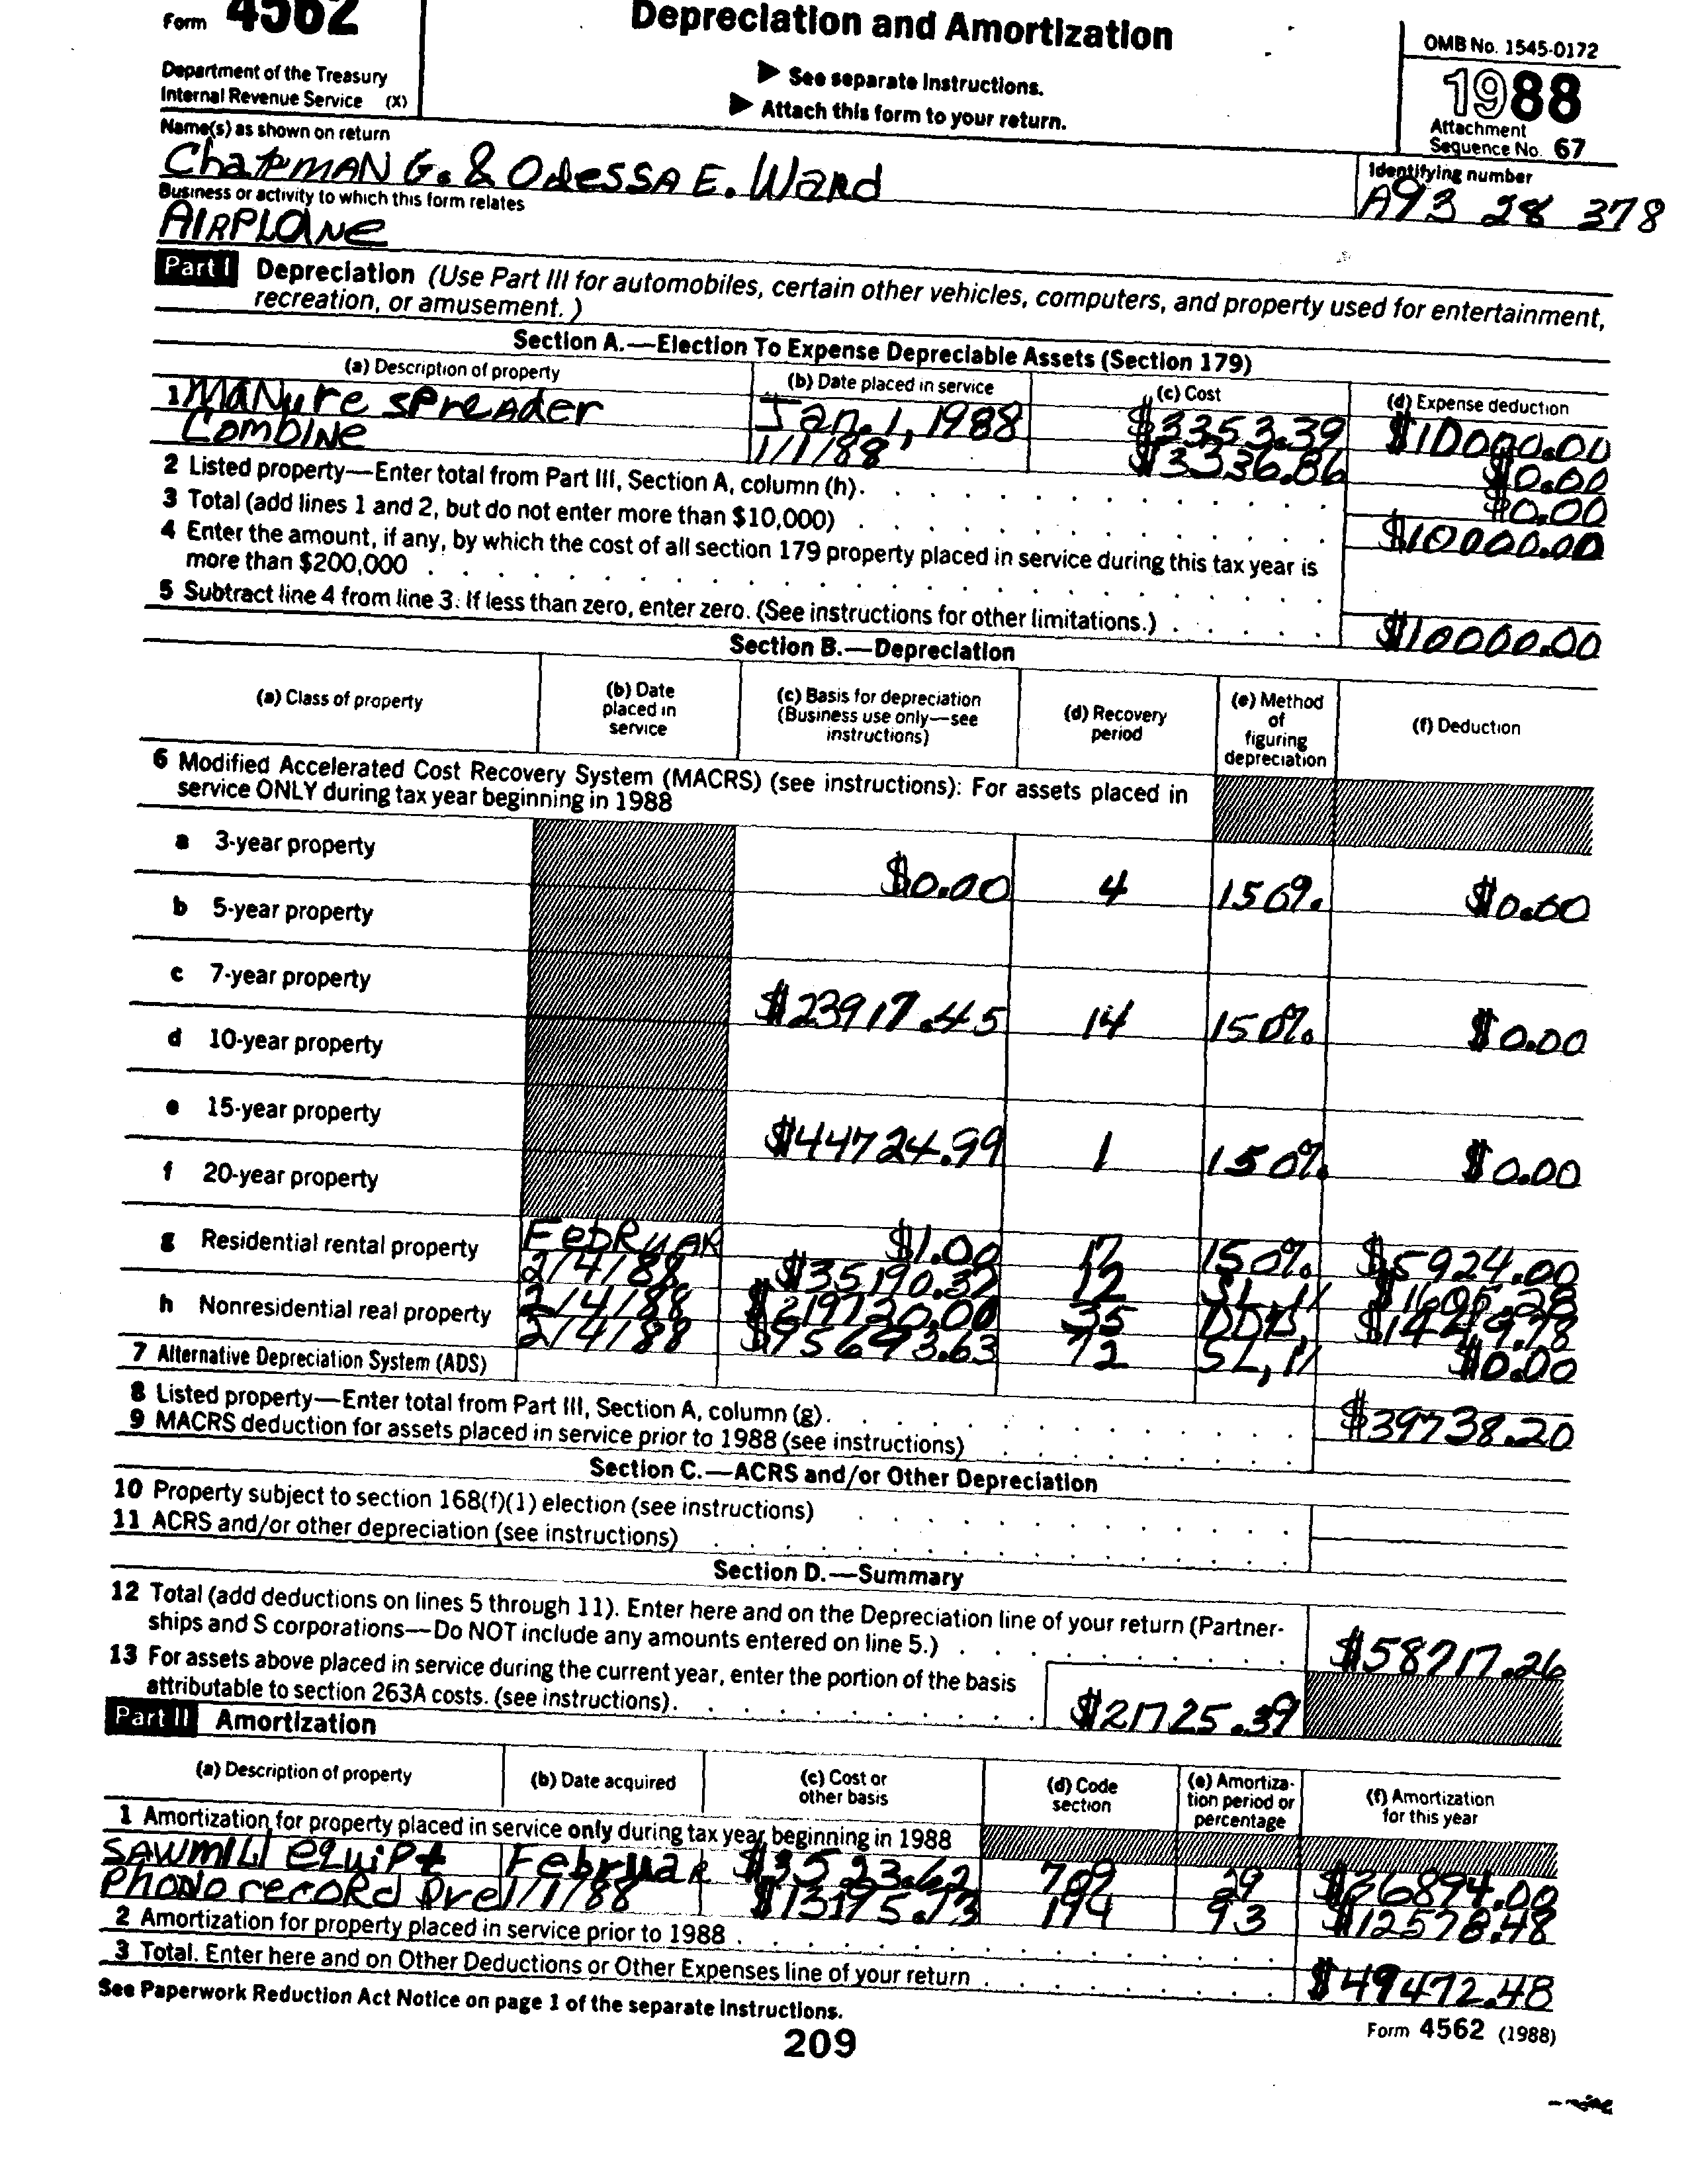 Form 4562
Depreciation and Amortization
OMB No. 1545-0172
Department of the Treasury
Internal Revenue Service (X)
▶ See separate Instructions.
▶ Attach this form to your return.
1988
Attachment
Sequence No. 67
Name(s) as shown on return
Identifying number
ChapMAN G. & OdessA E. Ward
A93 28 378
Business or activity to which this form relates
AIRPLaNe
Part I Depreciation (Use Part III for automobiles, certain other vehicles, computers, and property used for entertainment,
recreation, or amusement.)
Section A.—Election To Expense Depreciable Assets (Section 179)
(a) Description of property (b) Date placed in service (c) Cost (d) Expense deduction
1 MaNure sPreADer Jan. 1, 1988 $3353.39 $10000.00
CombINe 1/1/88 $3336.86 $0.00
2 Listed property—Enter total from Part III, Section A, column (h). $0.00
3 Total (add lines 1 and 2, but do not enter more than $10,000) $10000.00
4 Enter the amount, if any, by which the cost of all section 179 property placed in service during this tax year is
more than $200,000
5 Subtract line 4 from line 3. If less than zero, enter zero. (See instructions for other limitations.) $10000.00
Section B.—Depreciation
(a) Class of property (b) Date placed in service (c) Basis for depreciation (Business use only—see instructions) (d) Recovery period (e) Method of figuring depreciation (f) Deduction
6 Modified Accelerated Cost Recovery System (MACRS) (see instructions): For assets placed in
service ONLY during tax year beginning in 1988
a 3-year property $0.00 4 150% $0.00
b 5-year property
c 7-year property $23917.45 14 150% $0.00
d 10-year property
e 15-year property $44724.99 1 150% $0.00
f 20-year property
g Residential rental property FebRuAR $1.00 17 150% $5924.00
2/4/88 $35190.37 12 SL, 1/ $1605.28
h Nonresidential real property 2/4/88 $219720.00 35 DDB, $1449.78
2/4/88 $95693.63 72 SL, 1/ $0.00
7 Alternative Depreciation System (ADS)
8 Listed property—Enter total from Part III, Section A, column (g). $39738.20
9 MACRS deduction for assets placed in service prior to 1988 (see instructions)
Section C.—ACRS and/or Other Depreciation
10 Property subject to section 168(f)(1) election (see instructions)
11 ACRS and/or other depreciation (see instructions)
Section D.—Summary
12 Total (add deductions on lines 5 through 11). Enter here and on the Depreciation line of your return (Partner-
ships and S corporations—Do NOT include any amounts entered on line 5.) $58717.26
13 For assets above placed in service during the current year, enter the portion of the basis
attributable to section 263A costs. (see instructions). $21725.39
Part II Amortization
(a) Description of property (b) Date acquired (c) Cost or other basis (d) Code section (e) Amortiza-tion period or percentage (f) Amortization for this year
1 Amortization for property placed in service only during tax year beginning in 1988
SAWMILl eQuiPt FebruaR $3523.62 709 29 $36894.00
PhoNo recoRd Pre 1/1/88 $13195.73 194 93 $12578.48
2 Amortization for property placed in service prior to 1988
3 Total. Enter here and on Other Deductions or Other Expenses line of your return $49472.48
See Paperwork Reduction Act Notice on page 1 of the separate Instructions.
Form 4562 (1988)
209